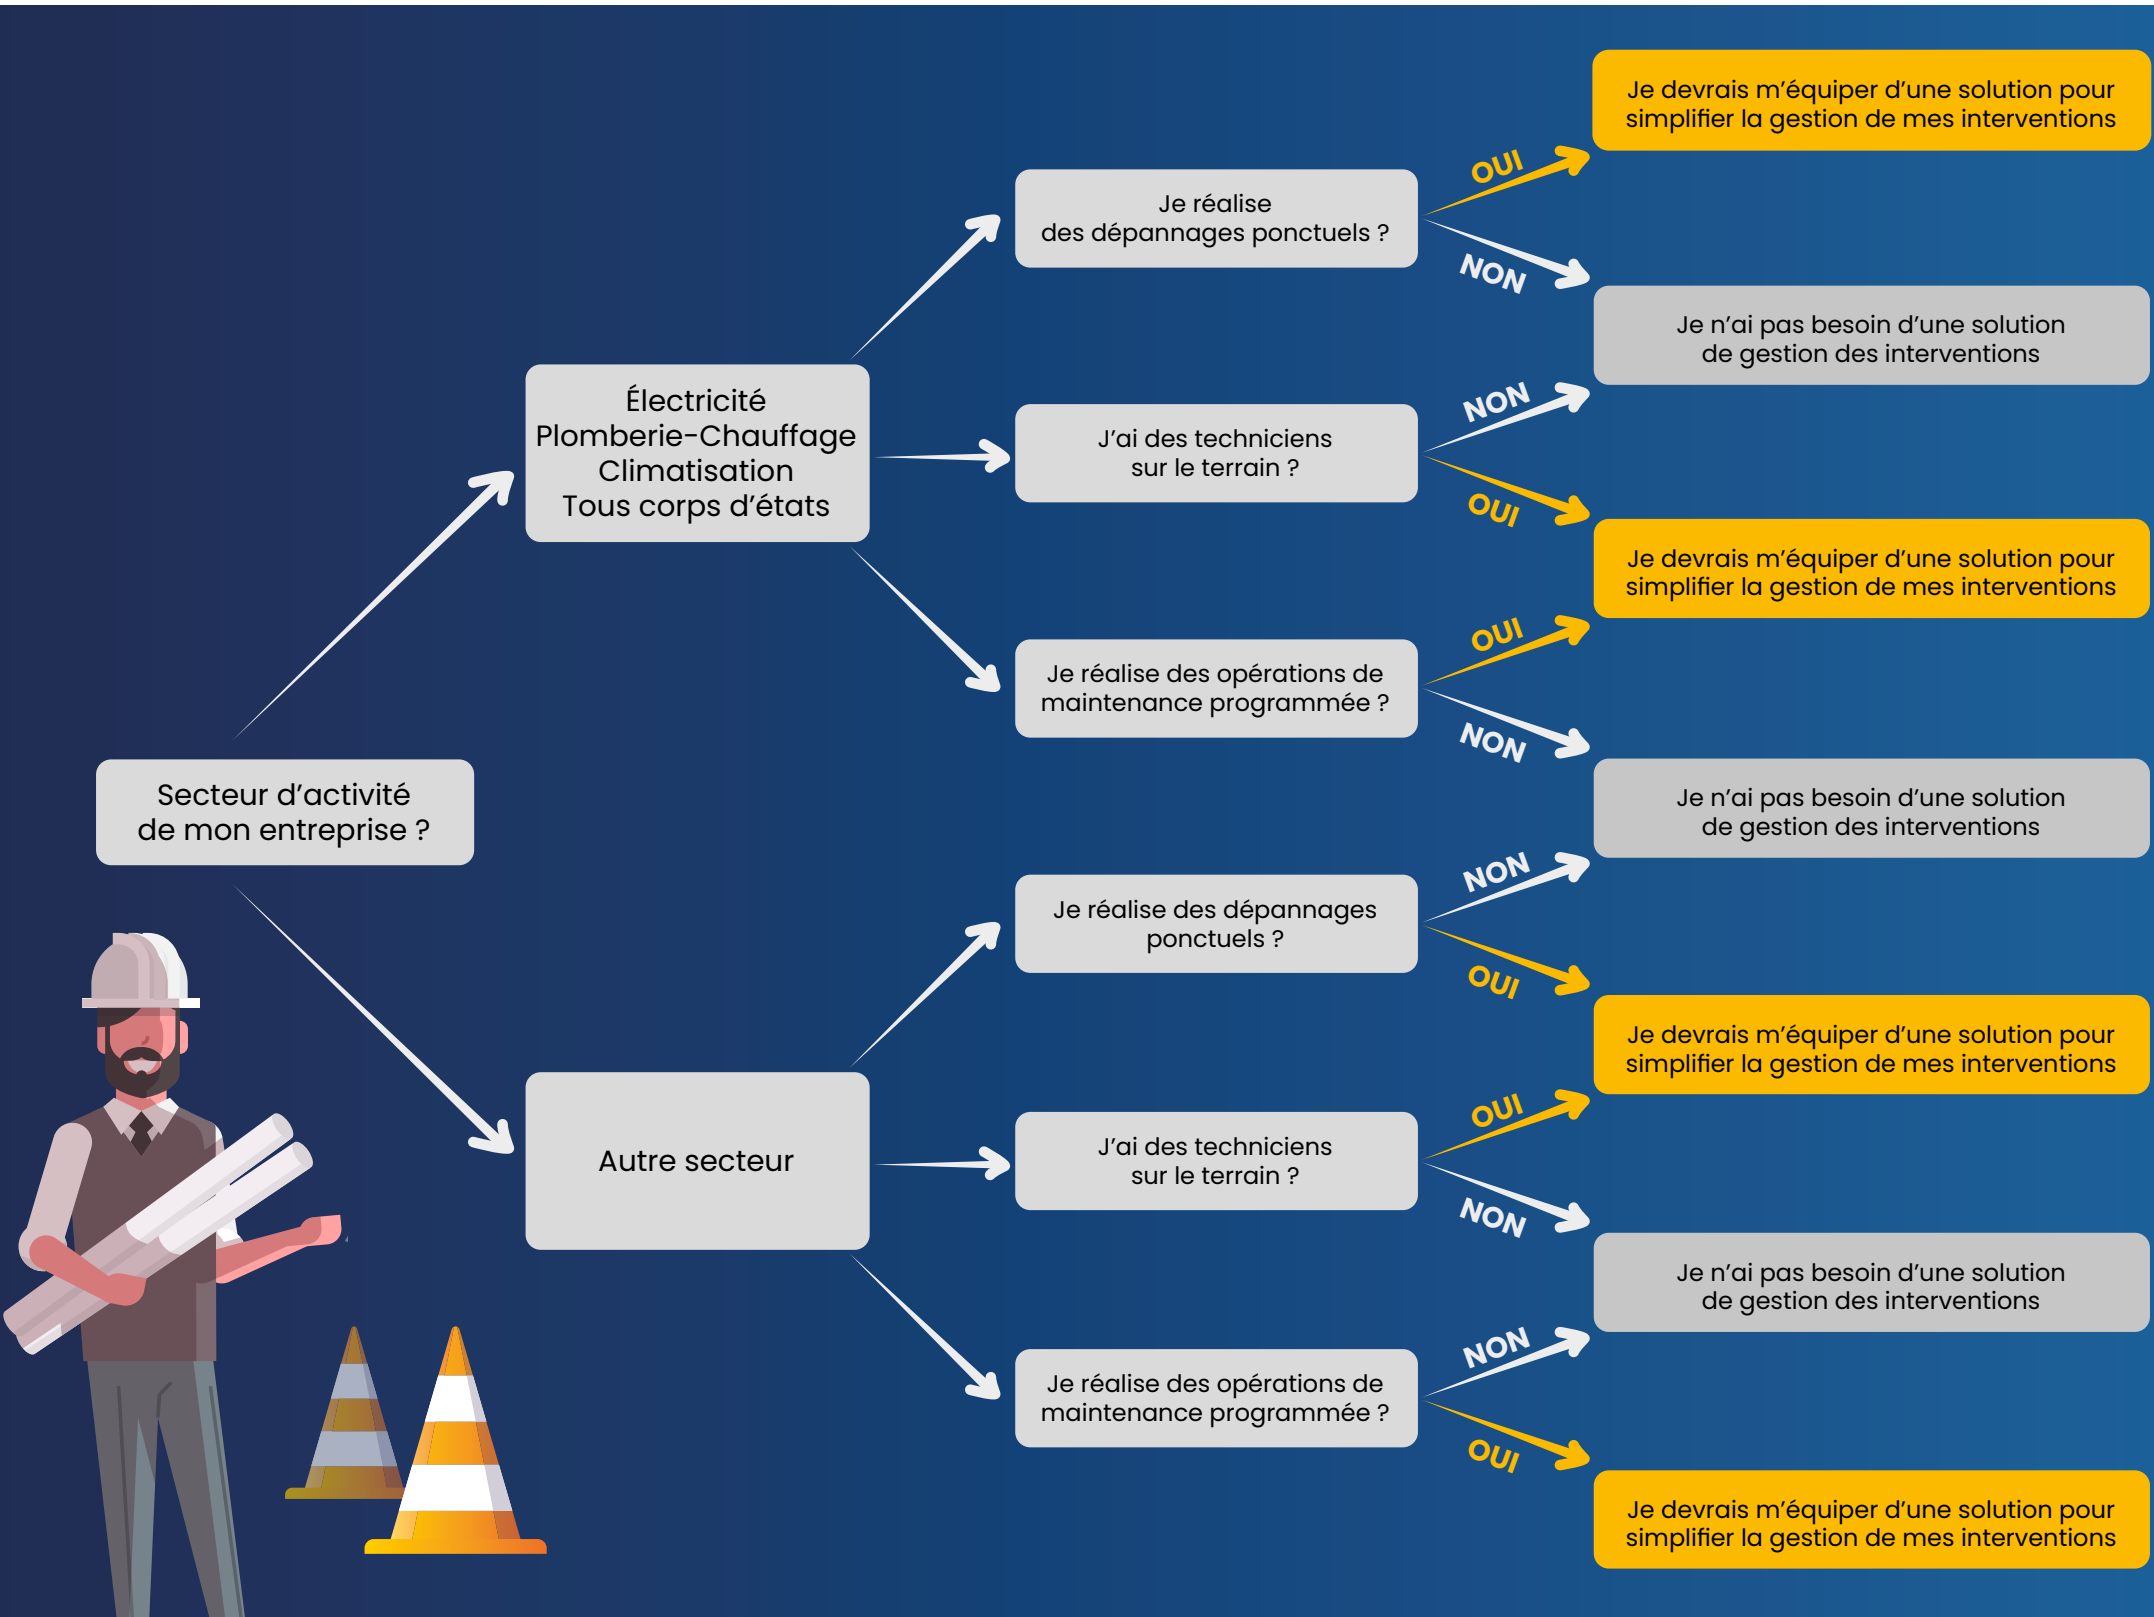 Je devrais m'équiper d'une solution pour
simplifier la gestion de mes interventions
OUI
Je réalise
des dépannages ponctuels ?
NON
Je n'ai pas besoin d'une solution
de gestion des interventions
Électricité
Plomberie-Chauffage
Climatisation
Tous corps d'états
NON
J'ai des techniciens
sur le terrain ?
OUI
Je devrais m'équiper d'une solution pour
simplifier la gestion de mes interventions
OUI
Je réalise des opérations de
maintenance programmée ?
NON
Secteur d'activité
de mon entreprise ?
Je n'ai pas besoin d'une solution
de gestion des interventions
NON
Je réalise des dépannages
ponctuels ?
OUI
Je devrais m'équiper d'une solution pour
simplifier la gestion de mes interventions
OUI
Autre secteur
J'ai des techniciens
sur le terrain ?
NON
Je n'ai pas besoin d'une solution
de gestion des interventions
NON
Je réalise des opérations de
maintenance programmée ?
OUI
Je devrais m'équiper d'une solution pour
simplifier la gestion de mes interventions